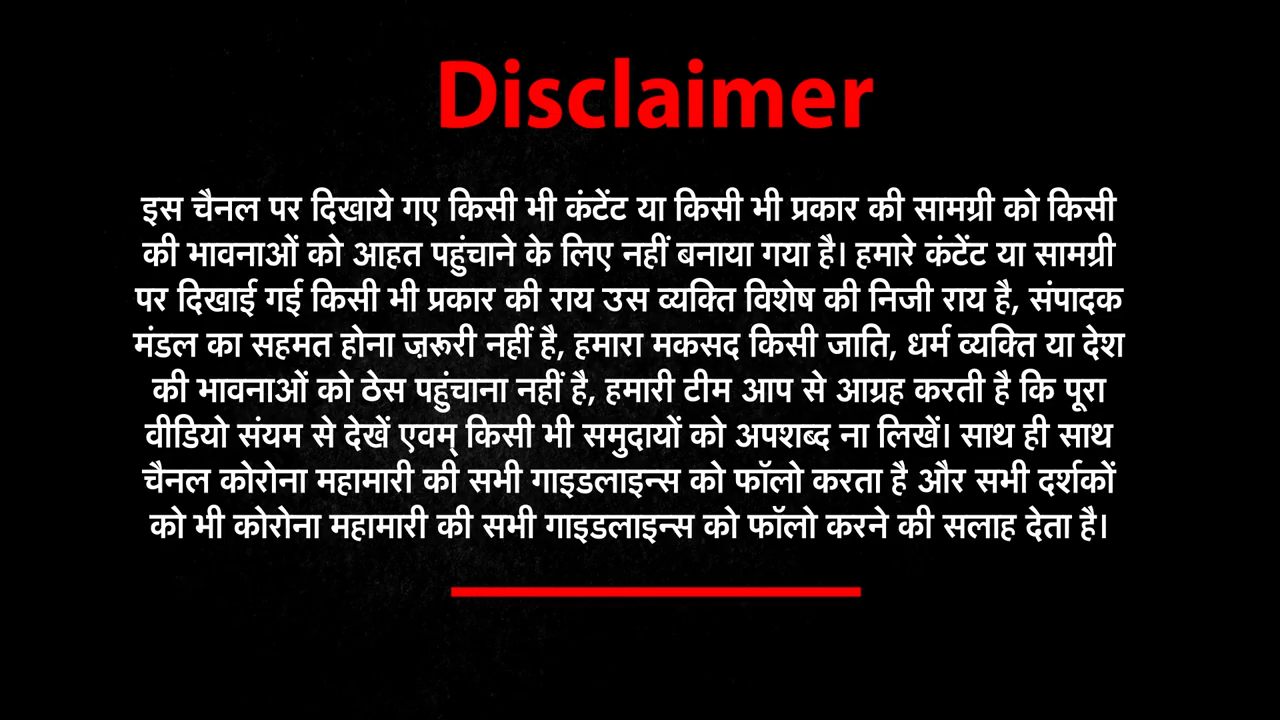 Disclaimer
इस चैनल पर दिखाये गए किसी भी कंटेंट या किसी भी प्रकार की सामग्री को किसी
की भावनाओं को आहत पहुंचाने के लिए नहीं बनाया गया है। हमारे कंटेंट या सामग्री
पर दिखाई गई किसी भी प्रकार की राय उस व्यक्ति विशेष की निजी राय है, संपादक
मंडल का सहमत होना ज़रूरी नहीं है, हमारा मकसद किसी जाति, धर्म व्यक्ति या देश
की भावनाओं को ठेस पहुंचाना नहीं है, हमारी टीम आप से आग्रह करती है कि पूरा
वीडियो संयम से देखें एवम् किसी भी समुदायों को अपशब्द ना लिखें। साथ ही साथ
चैनल कोरोना महामारी की सभी गाइडलाइन्स को फॉलो करता है और सभी दर्शकों
को भी कोरोना महामारी की सभी गाइडलाइन्स को फॉलो करने की सलाह देता है।